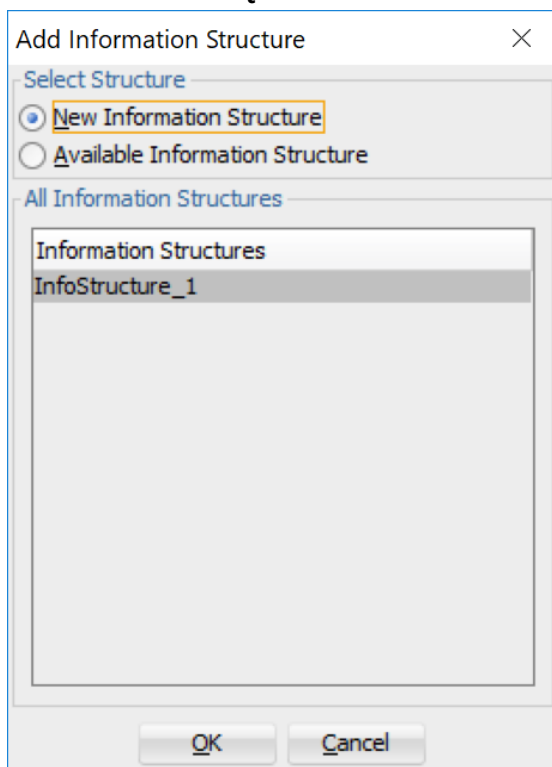 Add Information Structure
Select Structure
New Information Structure
Available Information Structure
All Information Structures
Information Structures
InfoStructure_1
OK Cancel